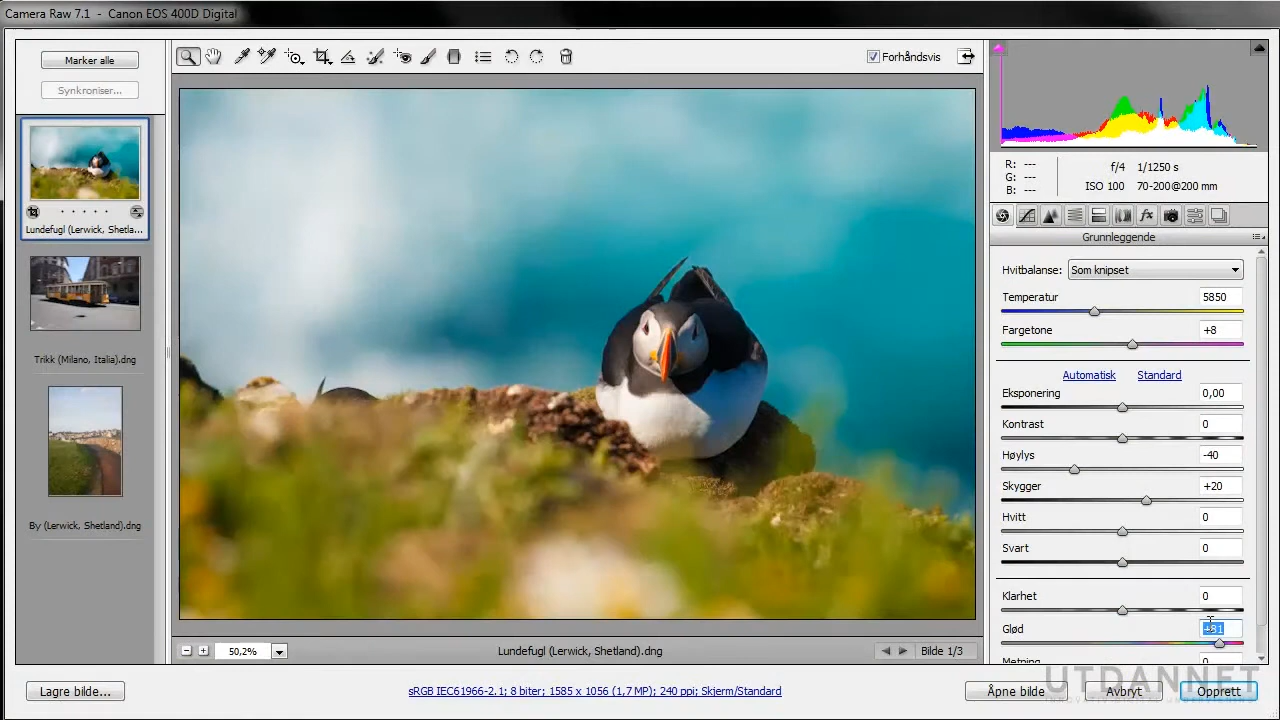 Camera Raw 7.1 - Canon EOS 400D Digital
Marker alle
Synkroniser...
Forhåndsvis
Lundefugl (Lerwick, Shetla...
Trikk (Milano, Italia).dng
By (Lerwick, Shetland).dng
50,2%
Lundefugl (Lerwick, Shetland).dng
Bilde 1/3
R: ---
G: ---
B: ---
f/4 1/1250 s
ISO 100 70-200@200 mm
Grunnleggende
Hvitbalanse: Som knipset
Temperatur 5850
Fargetone +8
Automatisk Standard
Eksponering 0,00
Kontrast 0
Høylys -40
Skygger +20
Hvitt 0
Svart 0
Klarhet 0
Glød +81
Metning 0
UTDANNET
Lagre bilde...
sRGB IEC61966-2.1; 8 biter; 1585 x 1056 (1,7 MP); 240 ppi; Skjerm/Standard
Åpne bilde
Avbryt
Opprett